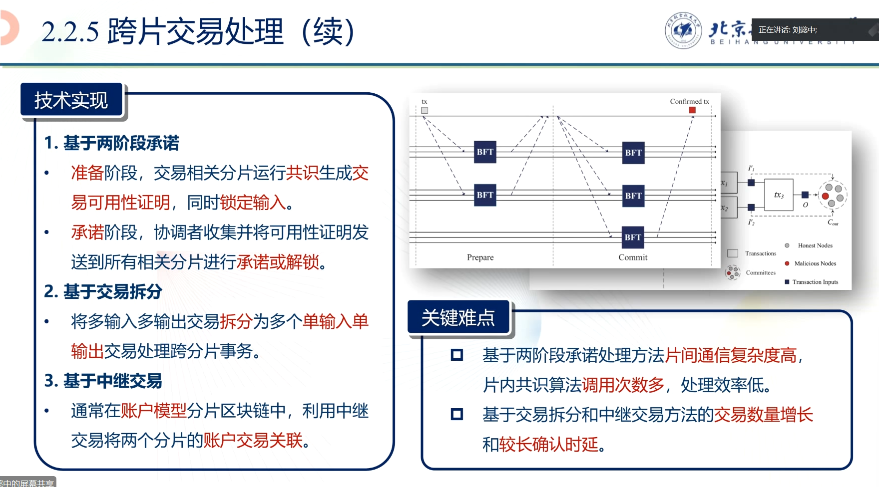 2.2.5 跨片交易处理（续）
北京
BEIHANG UNIVERSITY
正在讲话: 刘懿中;
技术实现
1. 基于两阶段承诺
• 准备阶段，交易相关分片运行共识生成交
易可用性证明，同时锁定输入。
• 承诺阶段，协调者收集并将可用性证明发
送到所有相关分片进行承诺或解锁。
2. 基于交易拆分
• 将多输入多输出交易拆分为多个单输入单
输出交易处理跨分片事务。
3. 基于中继交易
• 通常在账户模型分片区块链中，利用中继
交易将两个分片的账户交易关联。
tx
Confirmed tx
BFT
BFT
BFT
BFT
BFT
Prepare
Commit
tx3
O
Transactions
Committees
Honest Nodes
Malicious Nodes
Transaction Inputs
关键难点
基于两阶段承诺处理方法片间通信复杂度高，
片内共识算法调用次数多，处理效率低。
基于交易拆分和中继交易方法的交易数量增长
和较长确认时延。
中的屏幕共享